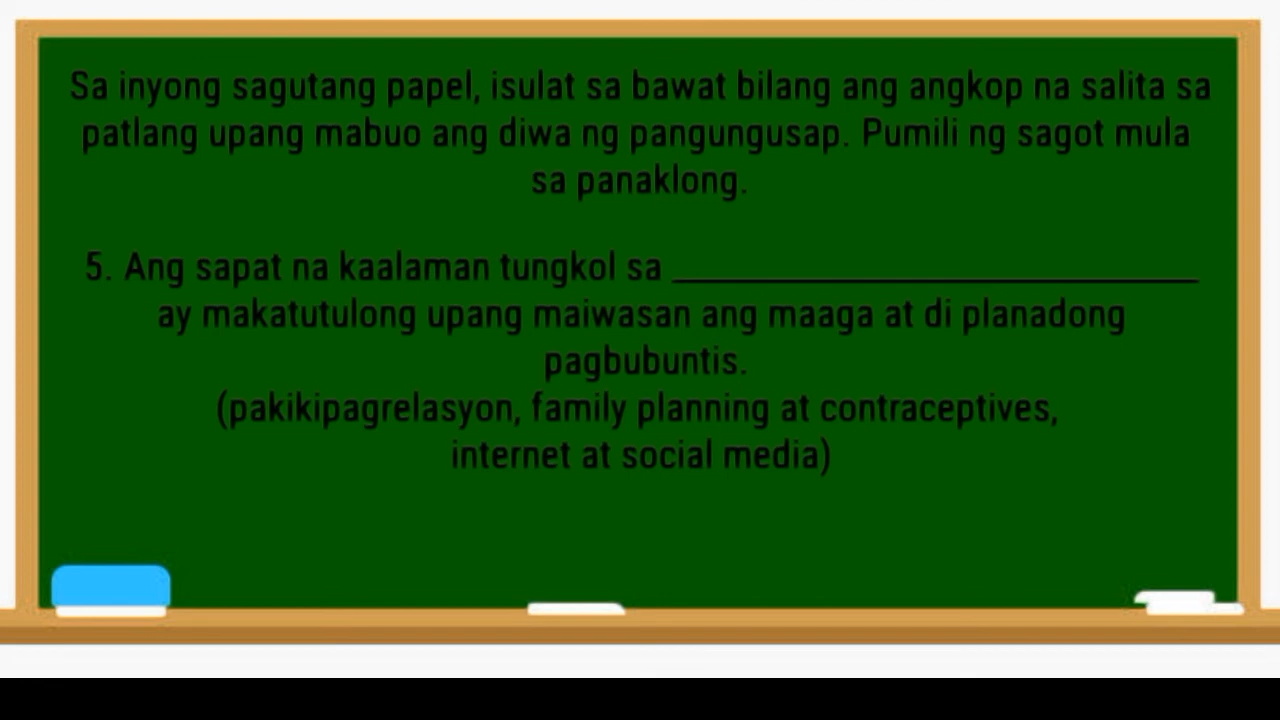 Sa inyong sagutang papel, isulat sa bawat bilang ang angkop na salita sa
patlang upang mabuo ang diwa ng pangungusap. Pumili ng sagot mula
sa panaklong.
5. Ang sapat na kaalaman tungkol sa ____________________
ay makatutulong upang maiwasan ang maaga at di planadong
pagbubuntis.
(pakikipagrelasyon, family planning at contraceptives,
internet at social media)